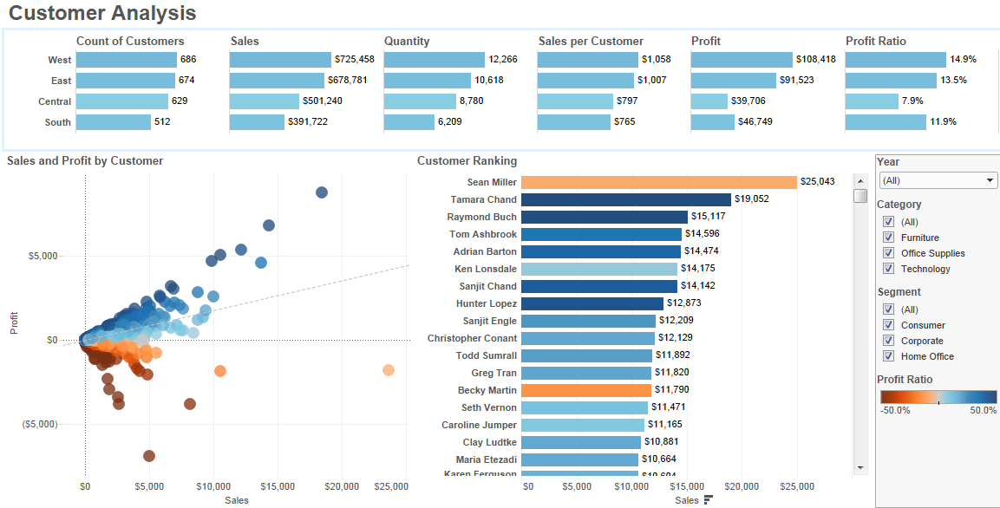 Customer Analysis
Count of Customers Sales Quantity Sales per Customer Profit Profit Ratio
West 686 $725,458 12,266 $1,058 $108,418 14.9%
East 674 $678,781 10,618 $1,007 $91,523 13.5%
Central 629 $501,240 8,780 $797 $39,706 7.9%
South 512 $391,722 6,209 $765 $46,749 11.9%
Sales and Profit by Customer
$5,000
$0
($5,000)
Profit
$0 $5,000 $10,000 $15,000 $20,000 $25,000
Sales
Customer Ranking
Sean Miller $25,043
Tamara Chand $19,052
Raymond Buch $15,117
Tom Ashbrook $14,596
Adrian Barton $14,474
Ken Lonsdale $14,175
Sanjit Chand $14,142
Hunter Lopez $12,873
Sanjit Engle $12,209
Christopher Conant $12,129
Todd Sumrall $11,892
Greg Tran $11,820
Becky Martin $11,790
Seth Vernon $11,471
Caroline Jumper $11,165
Clay Ludtke $10,881
Maria Etezadi $10,664
Karen Ferguson
$0 $5,000 $10,000 $15,000 $20,000 $25,000
Sales
Year
(All)
Category
(All)
Furniture
Office Supplies
Technology
Segment
(All)
Consumer
Corporate
Home Office
Profit Ratio
-50.0% 50.0%